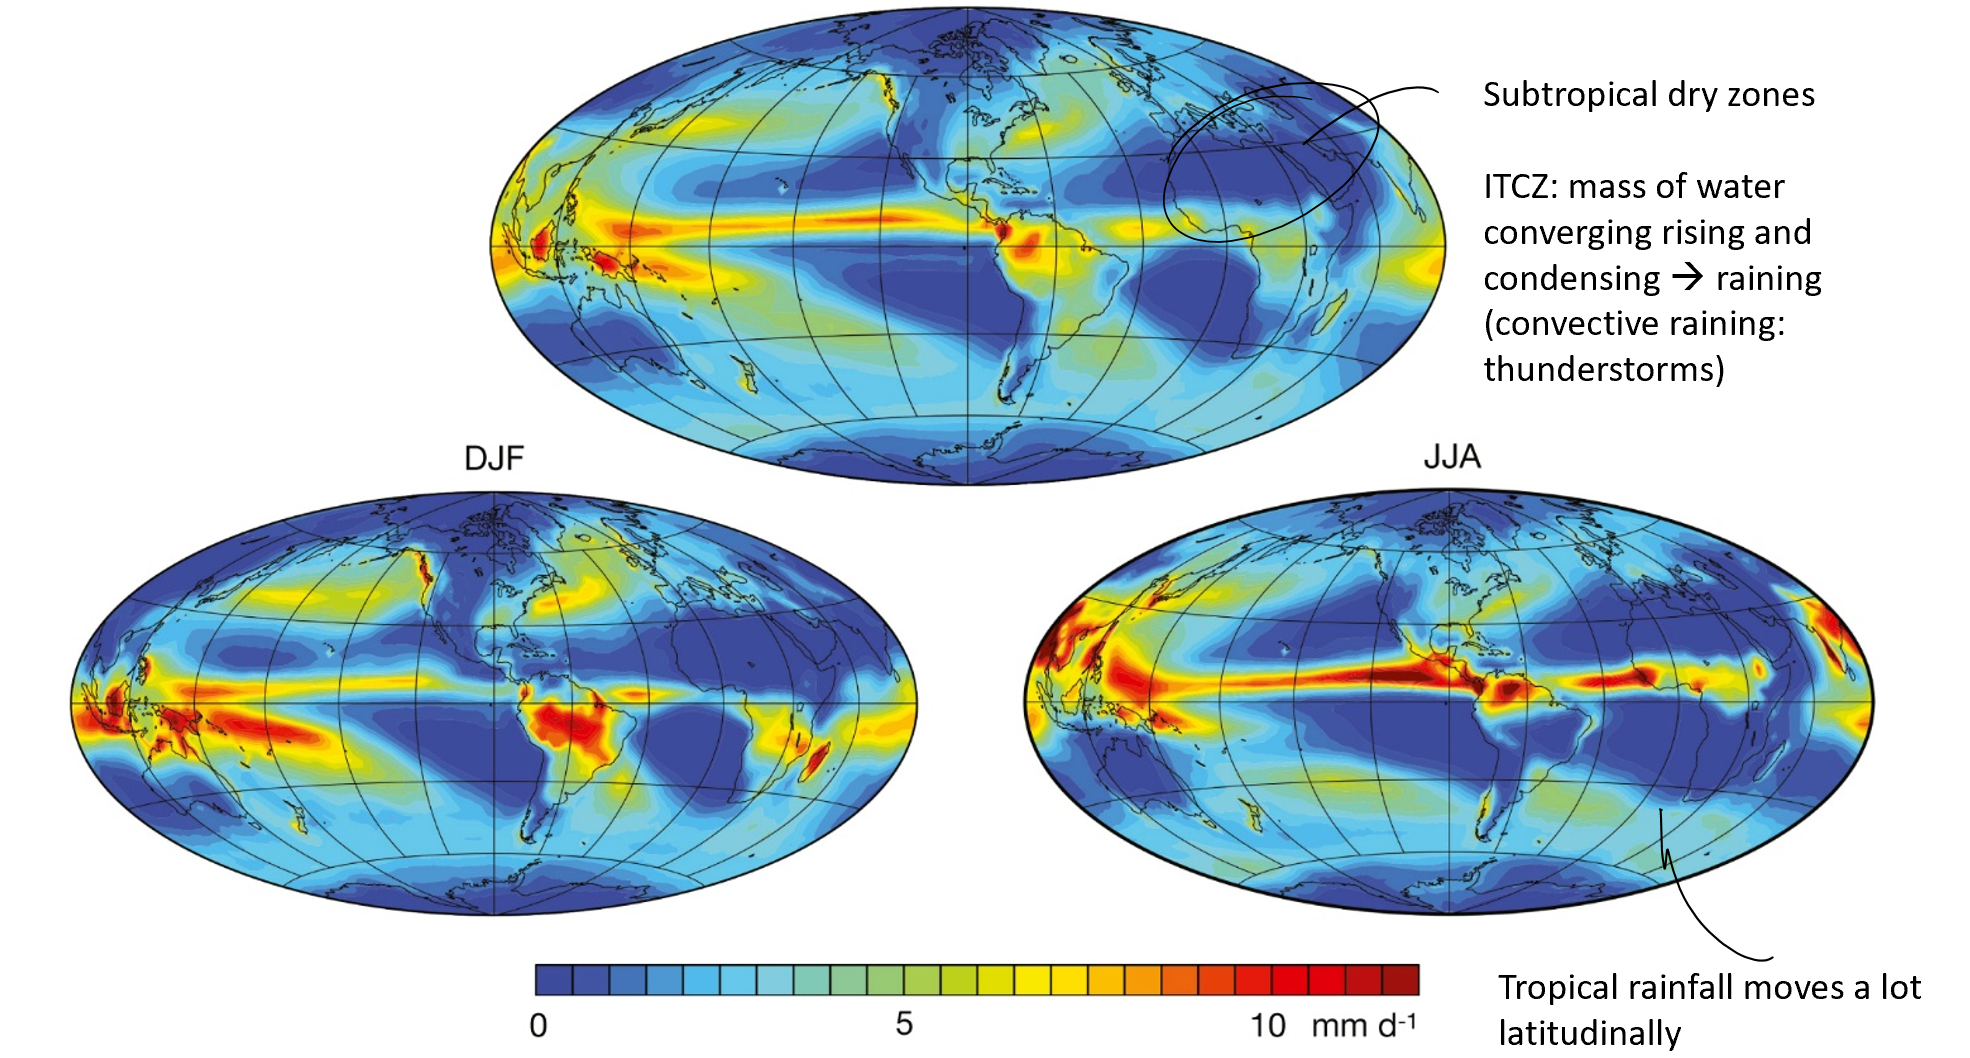 Subtropical dry zones
ITCZ: mass of water
converging rising and
condensing → raining
(convective raining:
thunderstorms)
DJF
JJA
0
5
10
mm d-1
Tropical rainfall moves a lot
latitudinally